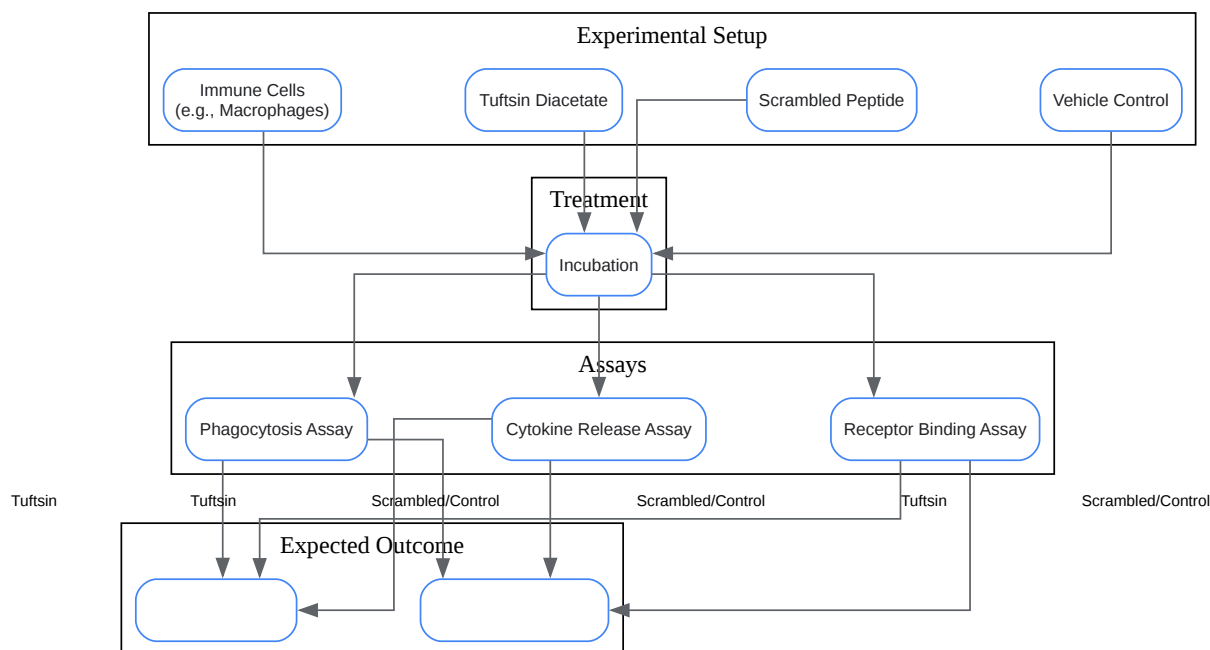 Experimental Setup
Immune Cells
(e.g., Macrophages)
Tuftsin Diacetate
Scrambled Peptide
Vehicle Control
Treatment
Incubation
Assays
Phagocytosis Assay
Cytokine Release Assay
Receptor Binding Assay
Tuftsin
Tuftsin
Scrambled/Control
Scrambled/Control
Tuftsin
Scrambled/Control
Expected Outcome